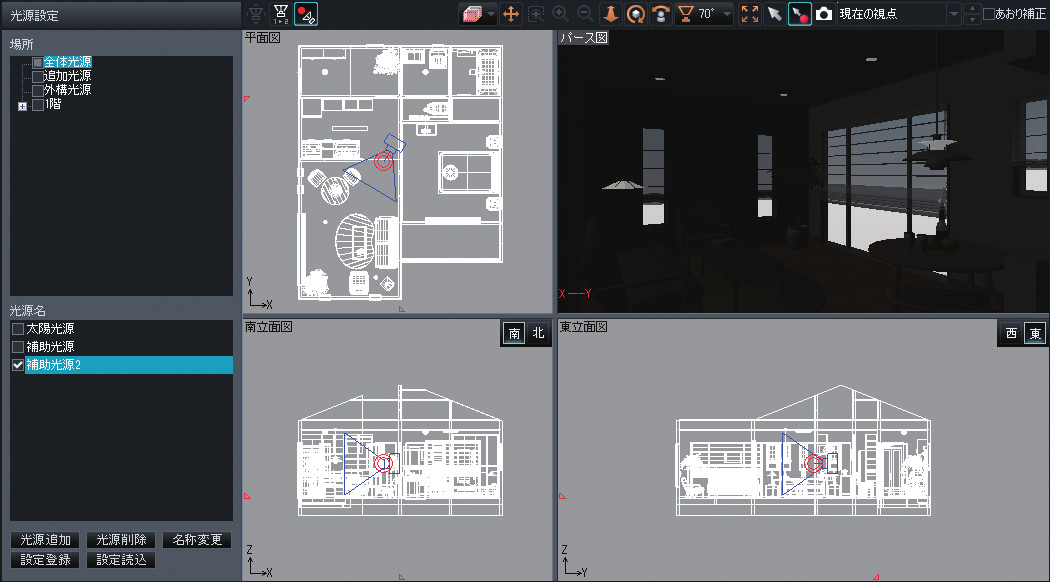 光源設定
1+2
70°
現在の視点
あおり補正
場所
全体光源
追加光源
外構光源
1階
光源名
太陽光源
補助光源
補助光源2
光源追加 光源削除 名称変更
設定登録 設定読込
平面図
Y
X
パース図
X──Y
南立面図
南 北
Z
X
東立面図
西 東
Z
Y